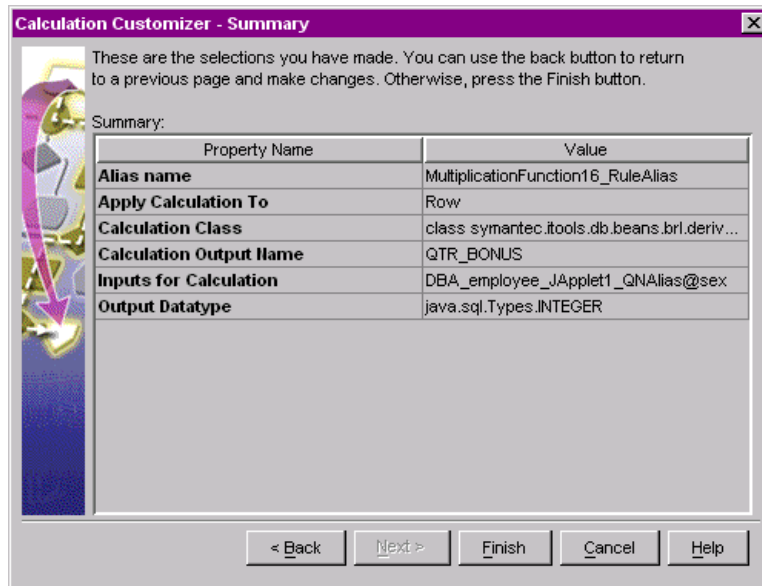 Calculation Customizer - Summary
These are the selections you have made. You can use the back button to return
to a previous page and make changes. Otherwise, press the Finish button.
Summary:
Property Name Value
Alias name MultiplicationFunction16_RuleAlias
Apply Calculation To Row
Calculation Class class symantec.itools.db.beans.brl.deriv...
Calculation Output Name QTR_BONUS
Inputs for Calculation DBA_employee_JApplet1_QNAlias@sex
Output Datatype java.sql.Types.INTEGER
< Back Next > Finish Cancel Help